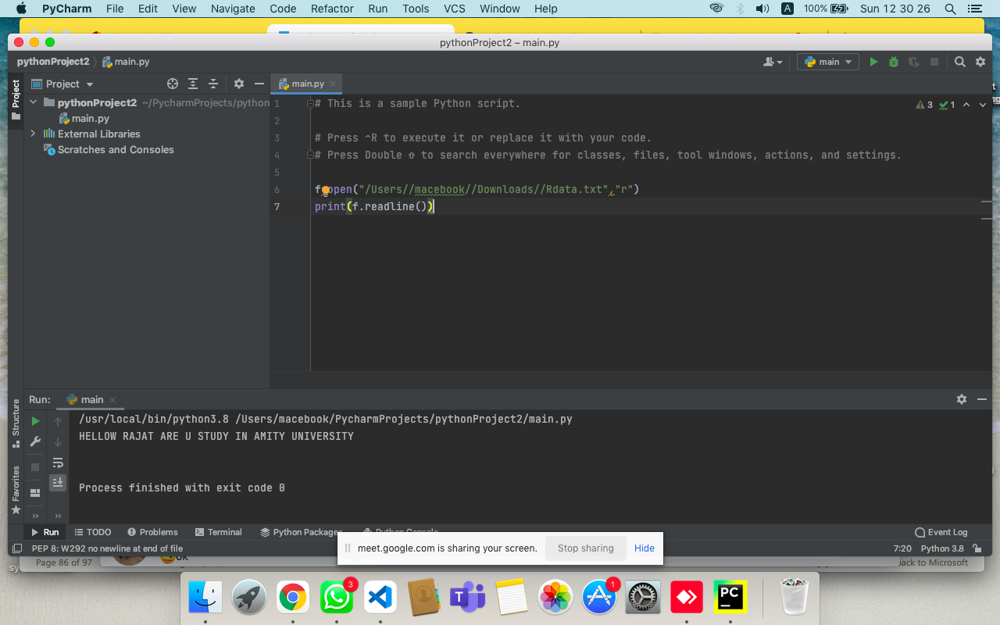 PyCharm File Edit View Navigate Code Refactor Run Tools VCS Window Help A 100% Sun 12 30 26
pythonProject2 – main.py
pythonProject2 main.py main
Project
Project
main.py
pythonProject2 ~/PycharmProjects/python
main.py
External Libraries
Scratches and Consoles
1 # This is a sample Python script.
3 1
2
3 # Press ^R to execute it or replace it with your code.
4 # Press Double ⇧ to search everywhere for classes, files, tool windows, actions, and settings.
5
6 f open("/Users//macebook//Downloads//Rdata.txt","r")
7 print(f.readline())
Structure
Favorites
Run: main
/usr/local/bin/python3.8 /Users/macebook/PycharmProjects/pythonProject2/main.py
HELLOW RAJAT ARE U STUDY IN AMITY UNIVERSITY
Process finished with exit code 0
Run TODO Problems Terminal Python Packages Python Console Event Log
PEP 8: W292 no newline at end of file 7:20 Python 3.8
meet.google.com is sharing your screen. Stop sharing Hide
Page 86 of 97 ok back to Microsoft
sy
3
1
PC